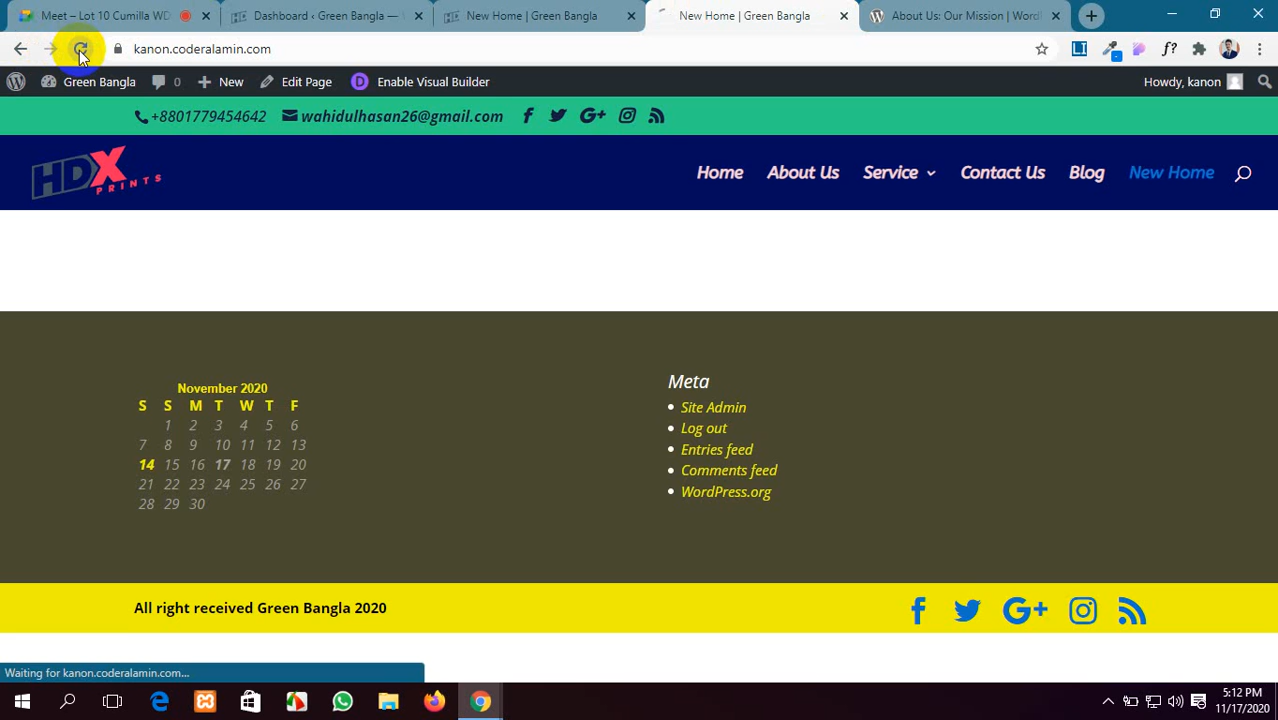 Meet – Lot 10 Cumilla WD
Dashboard ‹ Green Bangla —
New Home | Green Bangla
New Home | Green Bangla
About Us: Our Mission | Word
kanon.coderalamin.com
LI
f?
Green Bangla
0
New
Edit Page
D
Enable Visual Builder
Howdy, kanon
+8801779454642
wahidulhasan26@gmail.com
HDX
PRINTS
Home
About Us
Service
Contact Us
Blog
New Home
November 2020
S S M T W T F
1 2 3 4 5 6
7 8 9 10 11 12 13
14 15 16 17 18 19 20
21 22 23 24 25 26 27
28 29 30
Meta
Site Admin
Log out
Entries feed
Comments feed
WordPress.org
All right received Green Bangla 2020
Waiting for kanon.coderalamin.com...
5:12 PM
11/17/2020